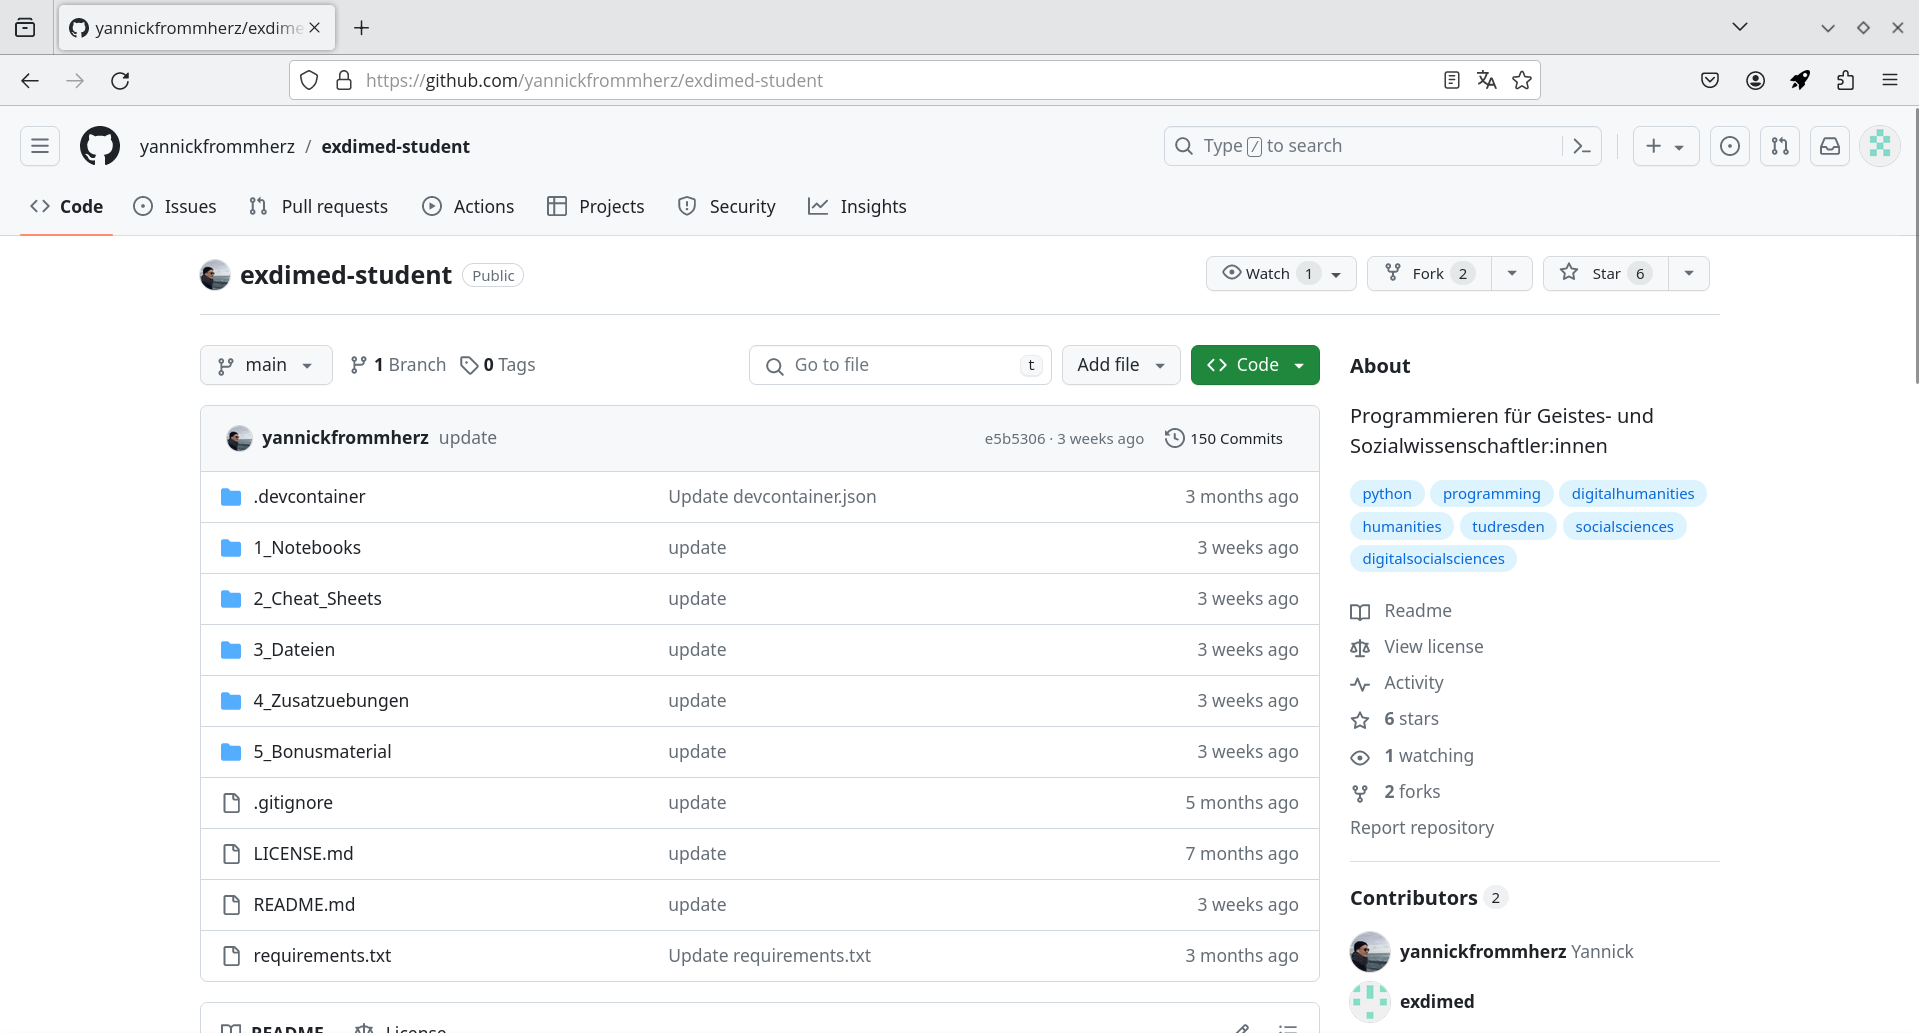 yannickfrommherz/exdime
https://github.com/yannickfrommherz/exdimed-student
yannickfrommherz / exdimed-student
Type / to search
Code Issues Pull requests Actions Projects Security Insights
exdimed-student Public
Watch 1 Fork 2 Star 6
main 1 Branch 0 Tags Go to file t Add file Code
yannickfrommherz update e5b5306 · 3 weeks ago 150 Commits
.devcontainer Update devcontainer.json 3 months ago
1_Notebooks update 3 weeks ago
2_Cheat_Sheets update 3 weeks ago
3_Dateien update 3 weeks ago
4_Zusatzuebungen update 3 weeks ago
5_Bonusmaterial update 3 weeks ago
.gitignore update 5 months ago
LICENSE.md update 7 months ago
README.md update 3 weeks ago
requirements.txt Update requirements.txt 3 months ago
README License
About
Programmieren für Geistes- und
Sozialwissenschaftler:innen
python programming digitalhumanities
humanities tudresden socialsciences
digitalsocialsciences
Readme
View license
Activity
6 stars
1 watching
2 forks
Report repository
Contributors 2
yannickfrommherz Yannick
exdimed